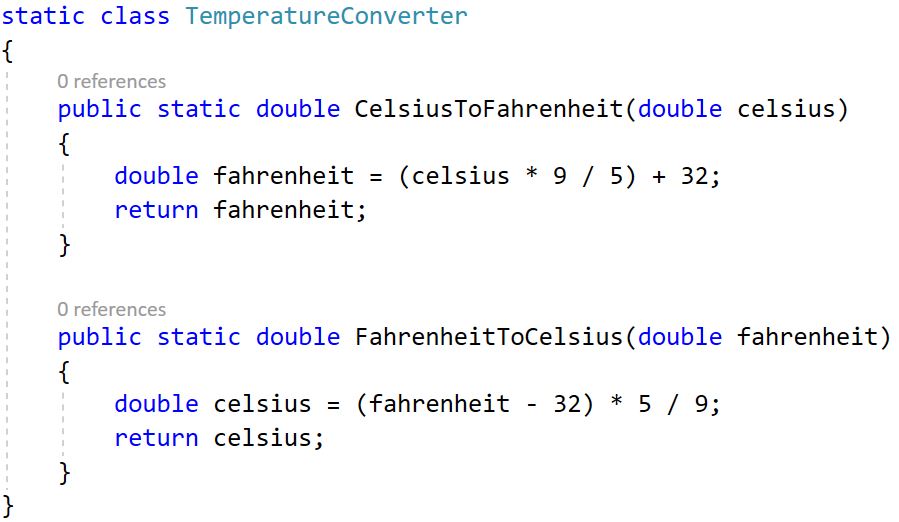 static class TemperatureConverter
{
0 references
public static double CelsiusToFahrenheit(double celsius)
{
double fahrenheit = (celsius * 9 / 5) + 32;
return fahrenheit;
}
0 references
public static double FahrenheitToCelsius(double fahrenheit)
{
double celsius = (fahrenheit - 32) * 5 / 9;
return celsius;
}
}